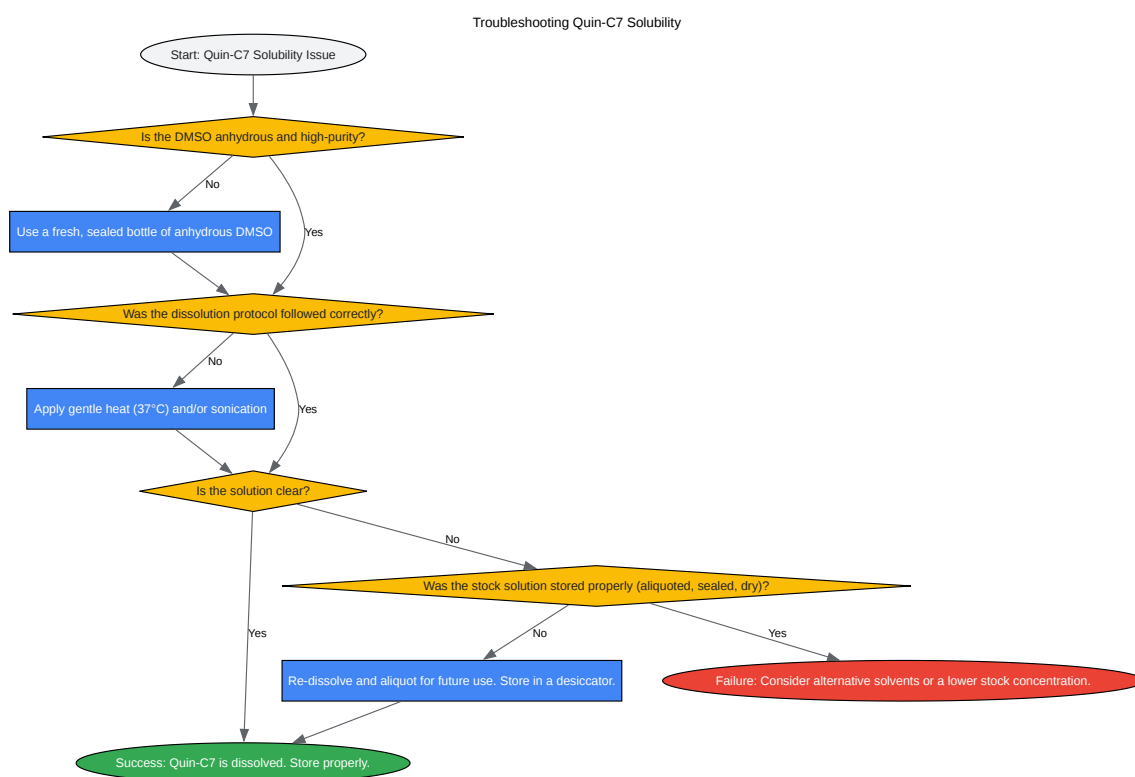 Troubleshooting Quin-C7 Solubility
Start: Quin-C7 Solubility Issue
Is the DMSO anhydrous and high-purity?
No
Use a fresh, sealed bottle of anhydrous DMSO
Yes
Was the dissolution protocol followed correctly?
No
Apply gentle heat (37°C) and/or sonication
Yes
Is the solution clear?
No
Was the stock solution stored properly (aliquoted, sealed, dry)?
Yes
No
Yes
Re-dissolve and aliquot for future use. Store in a desiccator.
Failure: Consider alternative solvents or a lower stock concentration.
Success: Quin-C7 is dissolved. Store properly.